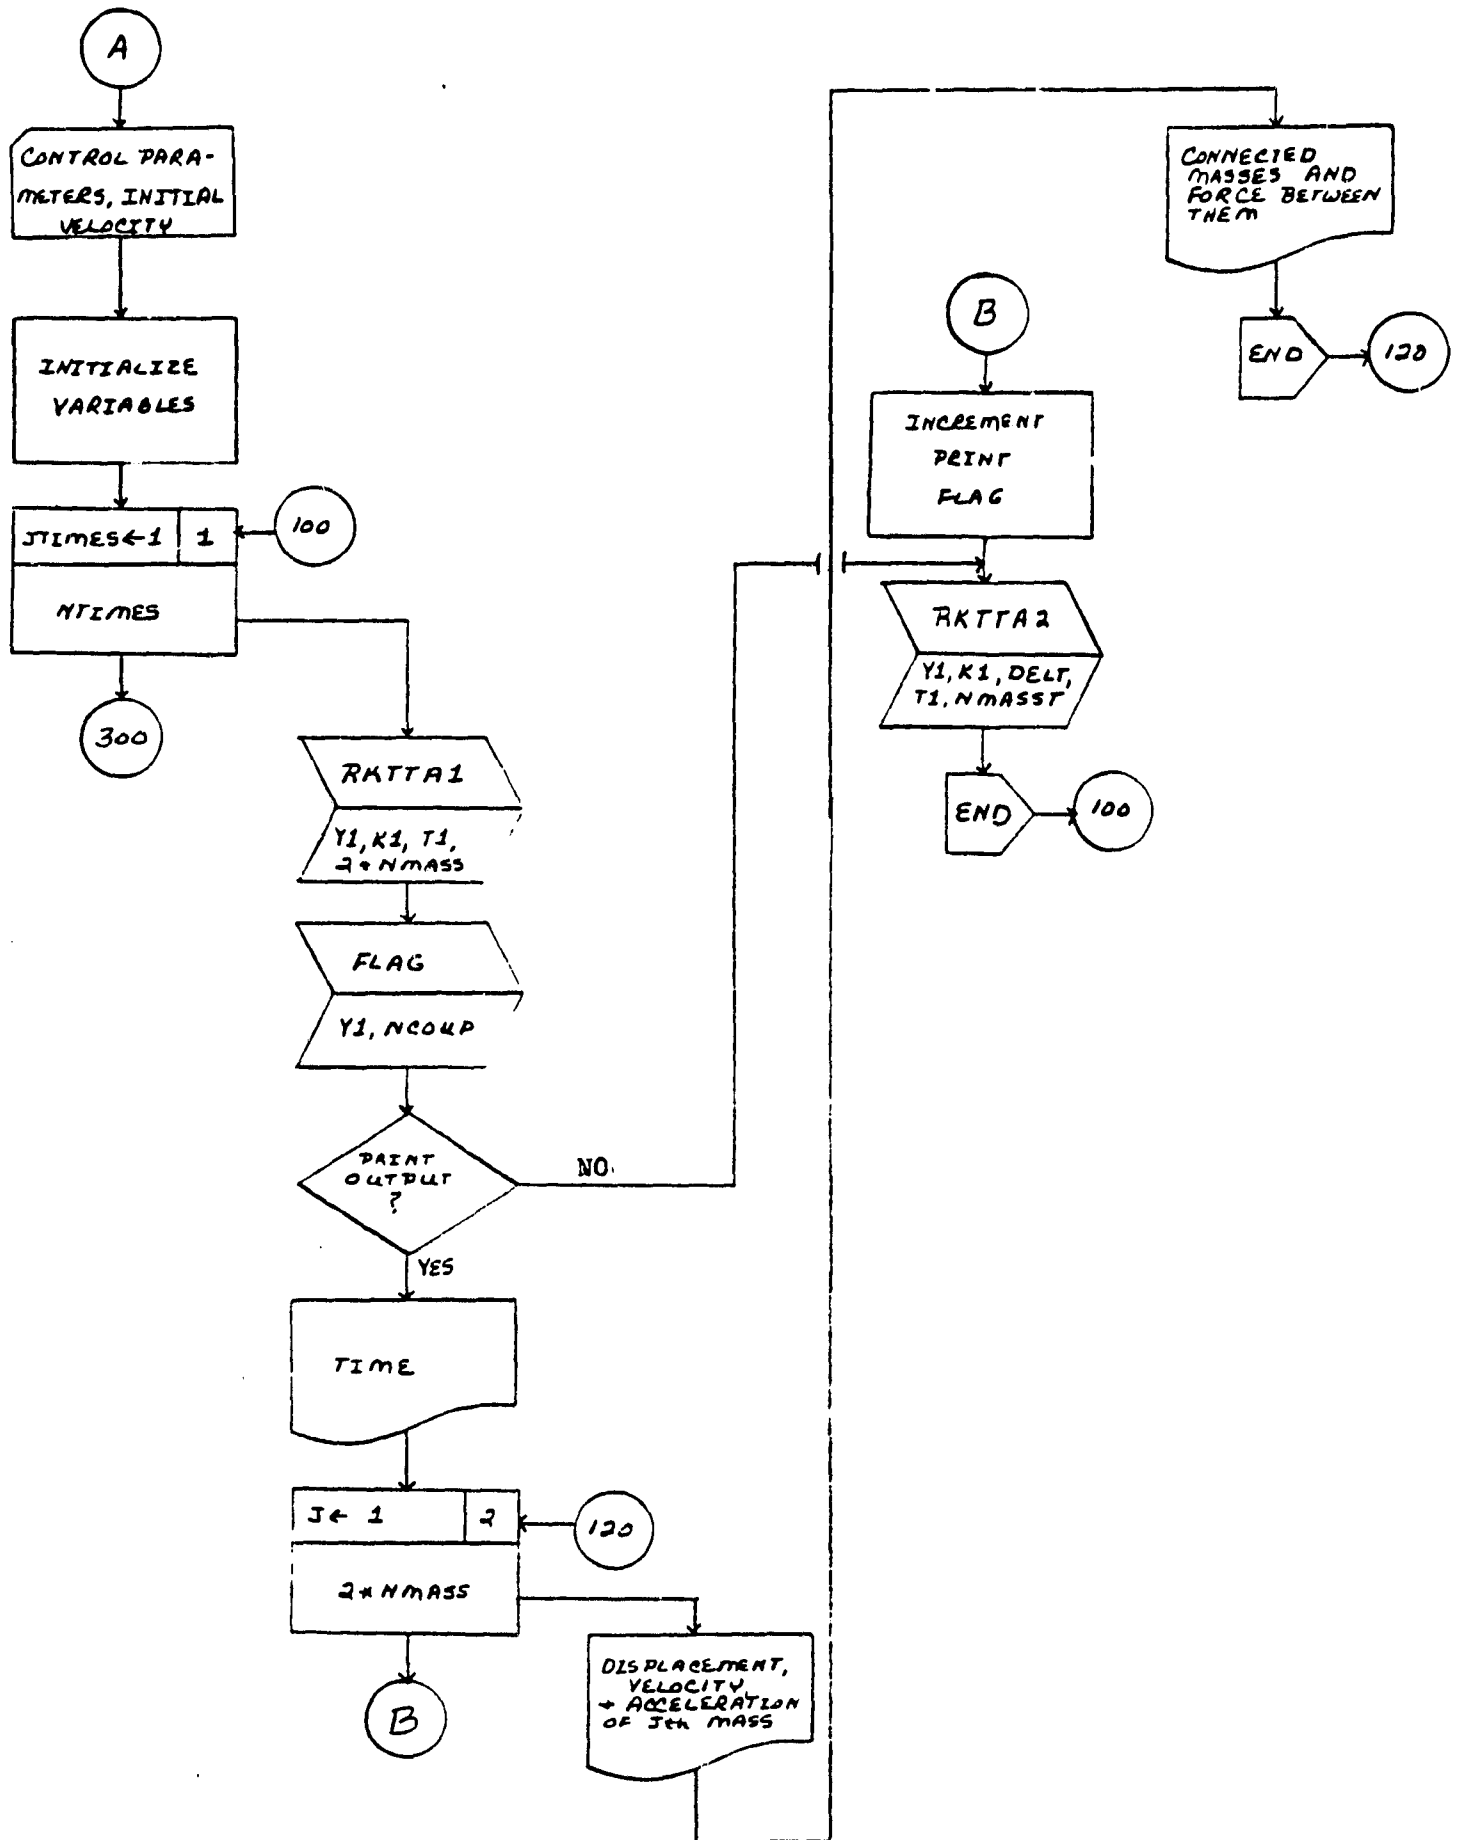 A
CONTROL PARA-
METERS, INITIAL
VELOCITY
INITIALIZE
VARIABLES
JTIMES←1 1
100
NTIMES
300
RKTTA1
Y1, K1, T1,
2*NMASS
FLAG
Y1, NCOUP
PRINT
OUTPUT
?
NO
YES
TIME
J← 1 2
120
2*NMASS
B
DISPLACEMENT,
VELOCITY,
+ ACCELERATION
OF Jth MASS
CONNECTED
MASSES AND
FORCE BETWEEN
THEM
END
120
B
INCREMENT
PRINT
FLAG
RKTTA2
Y1, K1, DELT,
T1, NMASST
END
100